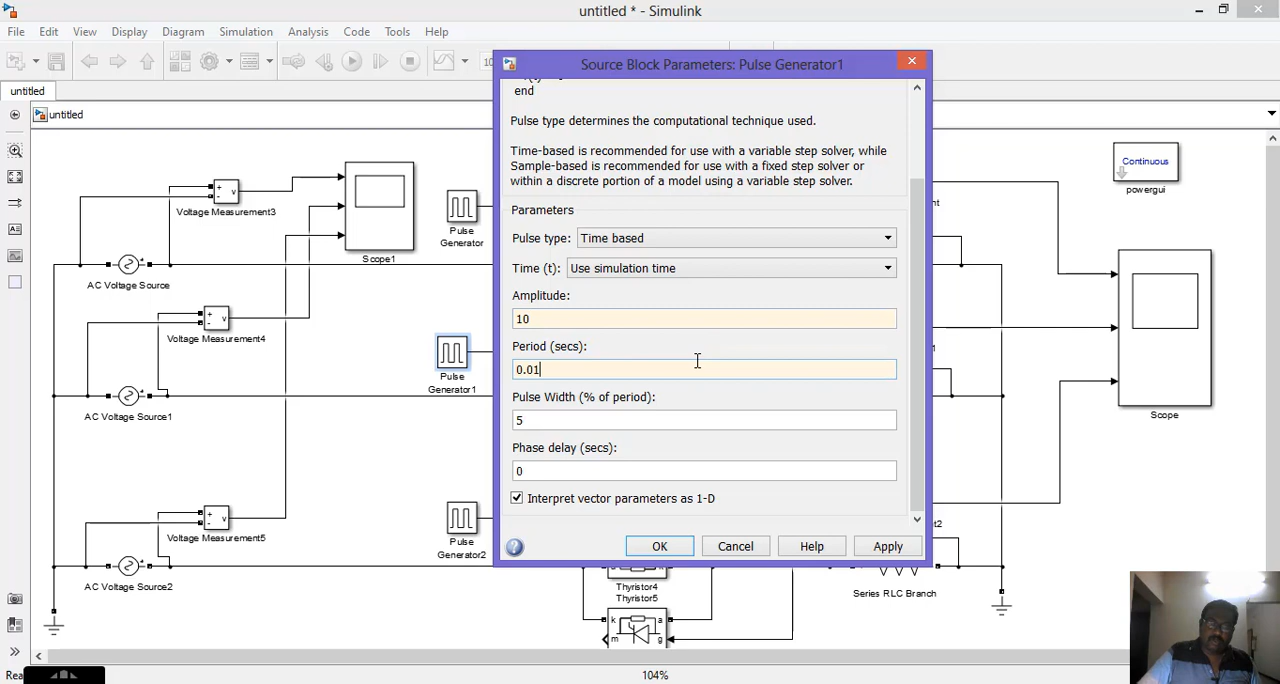 untitled * - Simulink
File Edit View Display Diagram Simulation Analysis Code Tools Help
untitled
untitled
Source Block Parameters: Pulse Generator1
end
Pulse type determines the computational technique used.
Time-based is recommended for use with a variable step solver, while
Sample-based is recommended for use with a fixed step solver or
within a discrete portion of a model using a variable step solver.
Parameters
Pulse type: Time based
Time (t): Use simulation time
Amplitude:
10
Period (secs):
0.01
Pulse Width (% of period):
5
Phase delay (secs):
0
Interpret vector parameters as 1-D
OK Cancel Help Apply
Voltage Measurement3
Scope1
AC Voltage Source
Pulse
Generator
Voltage Measurement4
AC Voltage Source1
Pulse
Generator1
Voltage Measurement5
AC Voltage Source2
Pulse
Generator2
Continuous
powergui
Scope
Thyristor4
Thyristor5
Series RLC Branch
+
-
v
+
-
v
+
-
v
k
a
m
g
104%